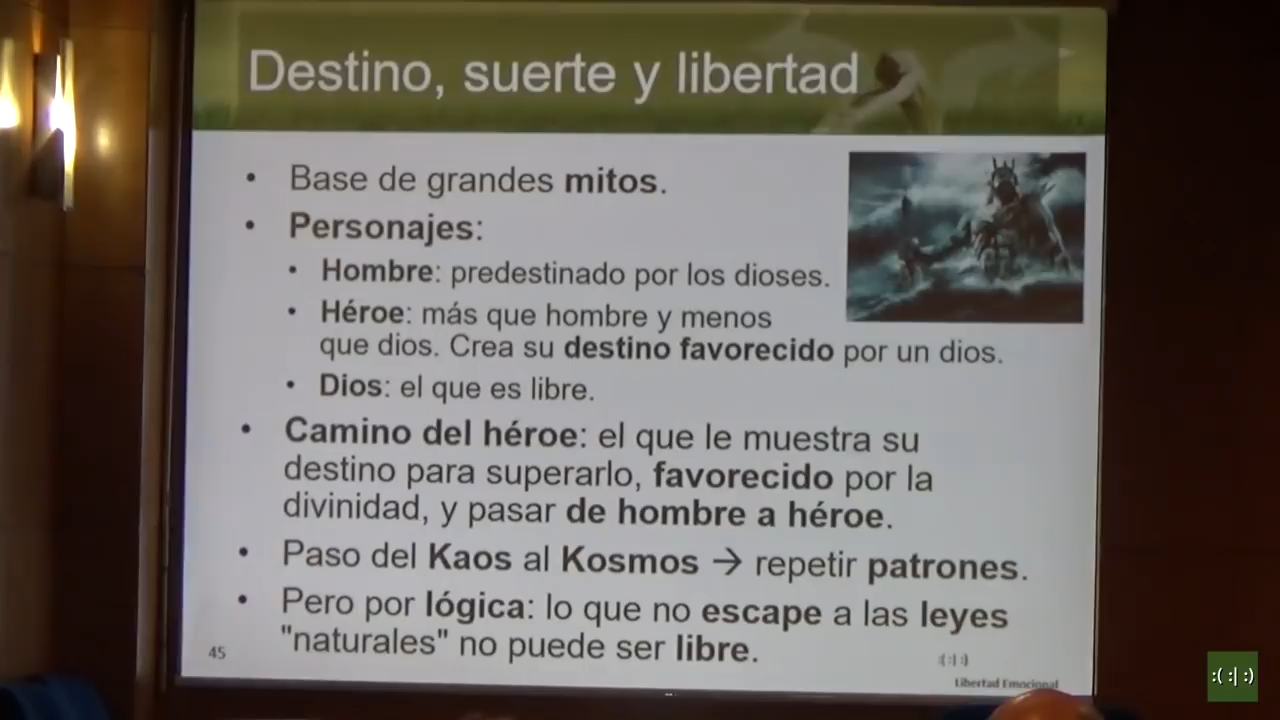 Destino, suerte y libertad
• Base de grandes mitos.
• Personajes:
• Hombre: predestinado por los dioses.
• Héroe: más que hombre y menos
que dios. Crea su destino favorecido por un dios.
• Dios: el que es libre.
• Camino del héroe: el que le muestra su
destino para superarlo, favorecido por la
divinidad, y pasar de hombre a héroe.
• Paso del Kaos al Kosmos → repetir patrones.
• Pero por lógica: lo que no escape a las leyes
"naturales" no puede ser libre.
45
:(:|:)
Libertad Emocional
:(:|:)